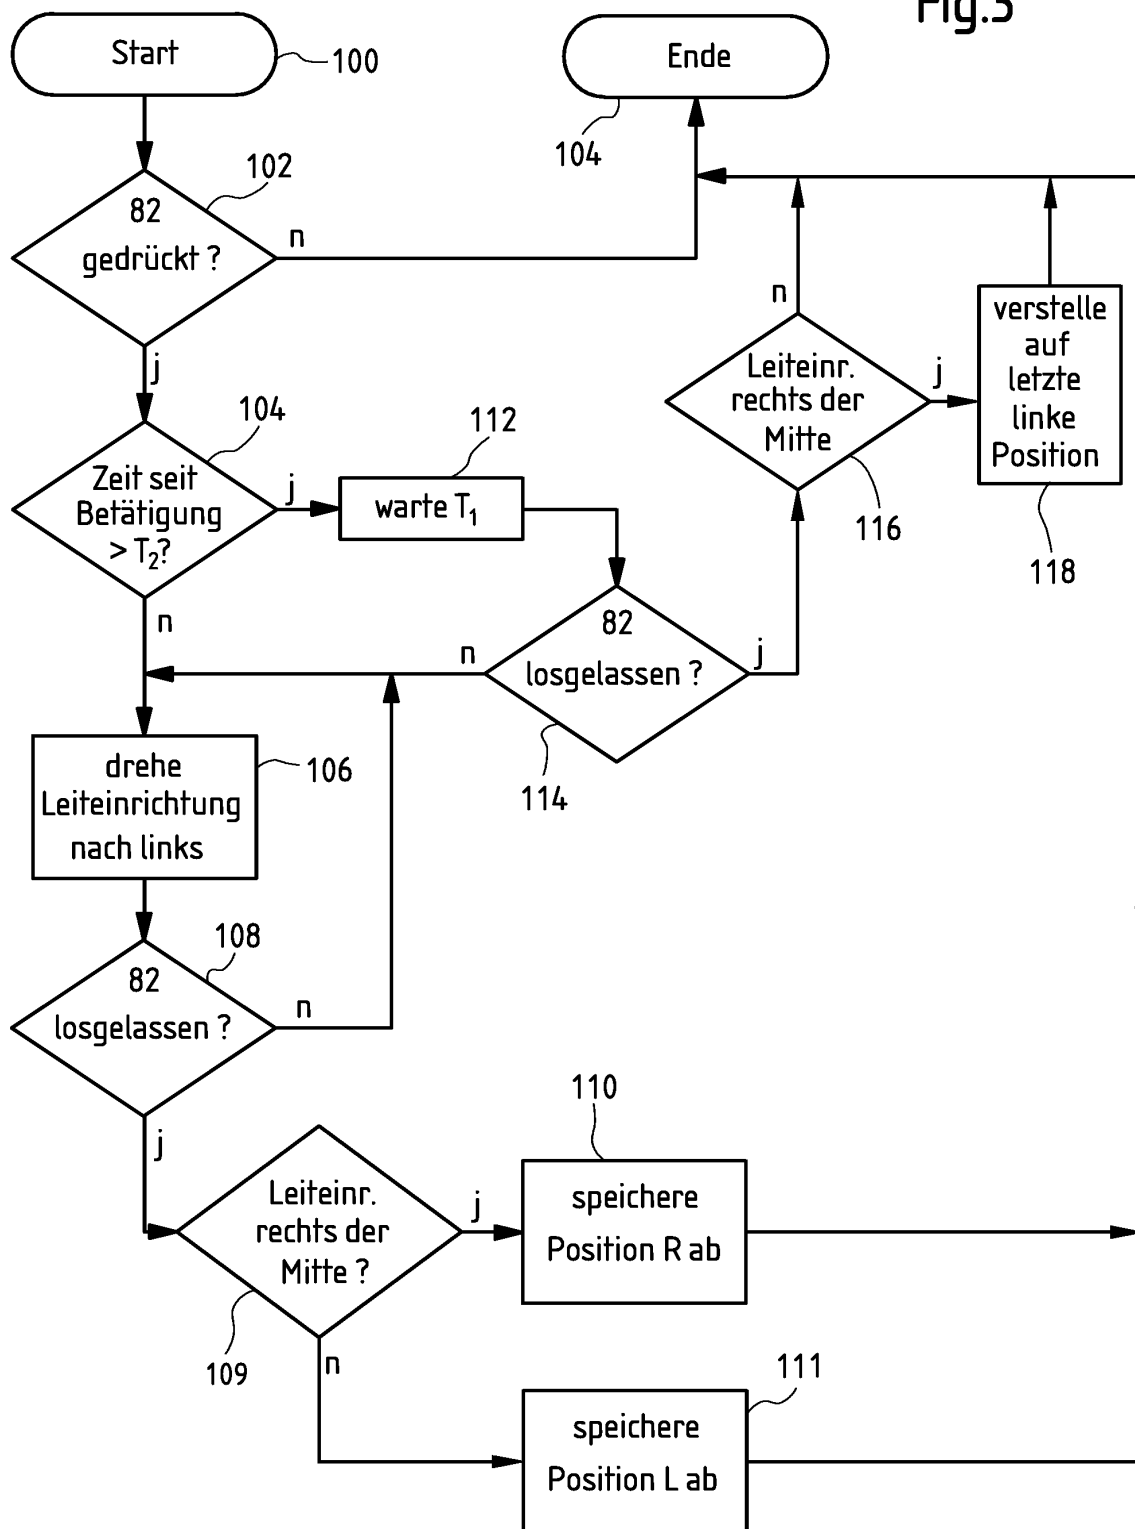 Fig.3
Start
100
Ende
104
102
82
gedrückt ?
n
j
104
Zeit seit
Betätigung
> T2?
j
n
112
warte T1
82
losgelassen ?
n
j
114
n
Leiteinr.
rechts der
Mitte
j
116
verstelle
auf
letzte
linke
Position
118
drehe
Leiteinrichtung
nach links
106
108
82
losgelassen ?
n
j
Leiteinr.
rechts der
Mitte ?
j
n
109
110
speichere
Position R ab
111
speichere
Position L ab